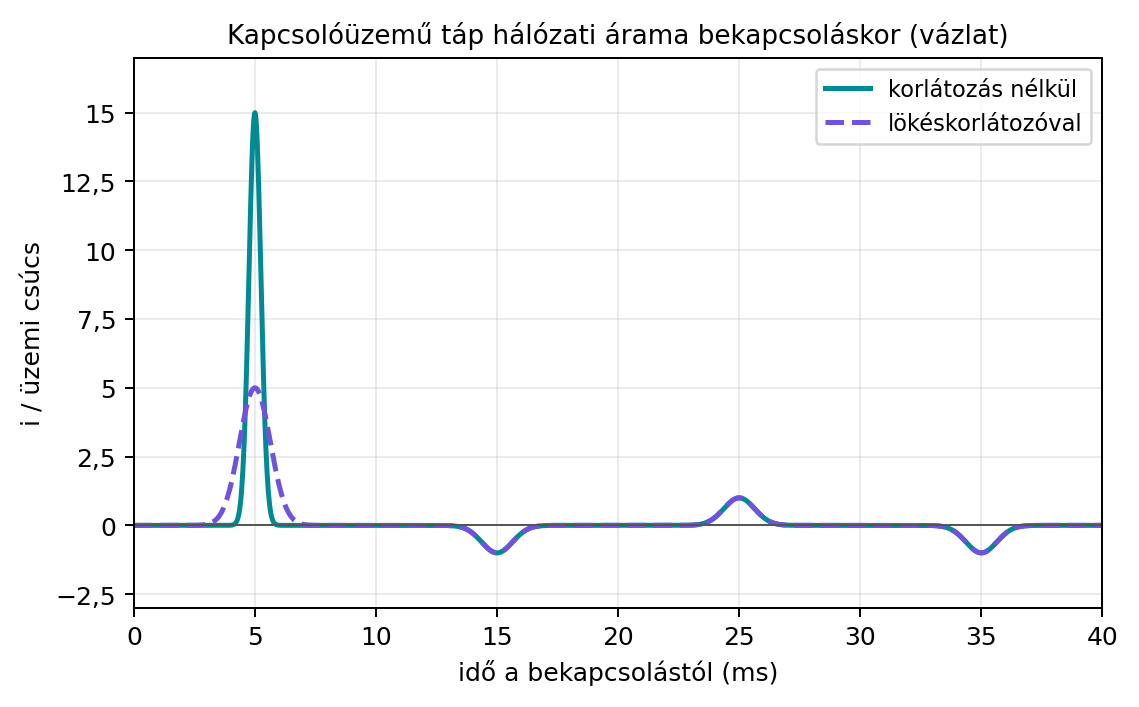 Kapcsolóüzemű táp hálózati árama bekapcsoláskor (vázlat)
korlátozás nélkül
lökéskorlátozóval
i / üzemi csúcs
15
12,5
10
7,5
5
2,5
0
−2,5
0 5 10 15 20 25 30 35 40
idő a bekapcsolástól (ms)